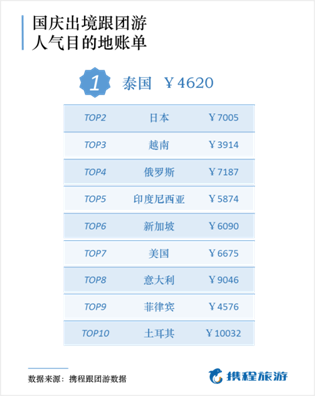 国庆出境跟团游
人气目的地账单
1 泰国 ￥4620
TOP2 日本 ￥7005
TOP3 越南 ￥3914
TOP4 俄罗斯 ￥7187
TOP5 印度尼西亚 ￥5874
TOP6 新加坡 ￥6090
TOP7 美国 ￥6675
TOP8 意大利 ￥9046
TOP9 菲律宾 ￥4576
TOP10 土耳其 ￥10032
数据来源：携程跟团游数据 携程旅游